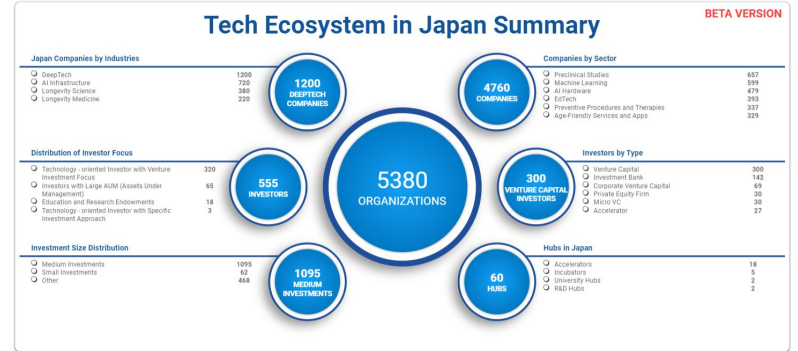 BETA VERSION
Tech Ecosystem in Japan Summary
Japan Companies by Industries
DeepTech 1200
AI Infrastructure 720
Longevity Science 380
Longevity Medicine 220
1200
DEEPTECH
COMPANIES
4760
COMPANIES
Companies by Sector
Preclinical Studies 657
Machine Learning 599
AI Hardware 479
EdTech 393
Preventive Procedures and Therapies 337
Age-Friendly Services and Apps 329
Distribution of Investor Focus
Technology - oriented Investor with Venture 320
Investment Focus
Investors with Large AUM (Assets Under 65
Management)
Education and Research Endowments 18
Technology - oriented Investor with Specific 3
Investment Approach
555
INVESTORS
5380
ORGANIZATIONS
300
VENTURE CAPITAL
INVESTORS
Investors by Type
Venture Capital 300
Investment Bank 142
Corporate Venture Capital 69
Private Equity Firm 30
Micro VC 30
Accelerator 27
Investment Size Distribution
Medium Investments 1095
Small Investments 62
Other 468
1095
MEDIUM
INVESTMENTS
60
HUBS
Hubs in Japan
Accelerators 18
Incubators 5
University Hubs 2
R&D Hubs 2